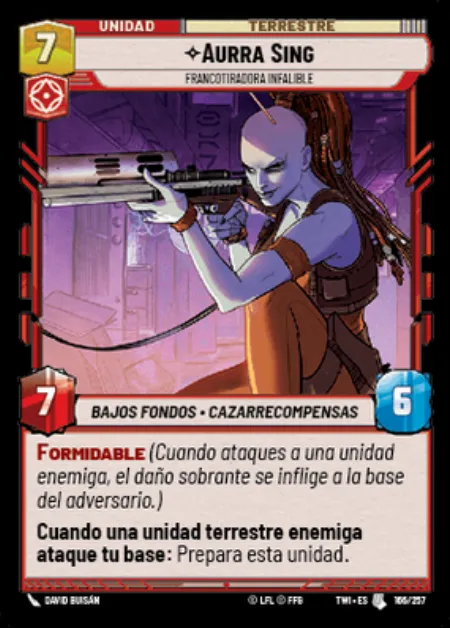 7
UNIDAD
TERRESTRE
AURRA SING
FRANCOTIRADORA INFALIBLE
7
BAJOS FONDOS • CAZARRECOMPENSAS
6
FORMIDABLE (Cuando ataques a una unidad
enemiga, el daño sobrante se inflige a la base
del adversario.)
Cuando una unidad terrestre enemiga
ataque tu base: Prepara esta unidad.
DAVID BUISÁN
© LFL © FFG
TWI • ES
166/257